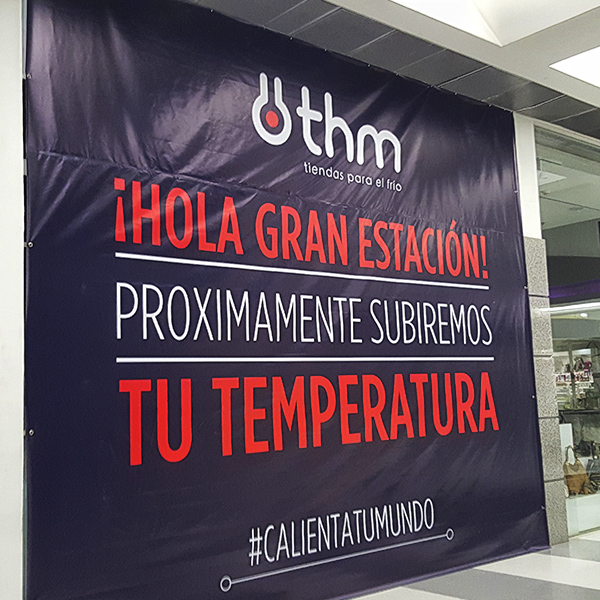 thm
tiendas para el frío
¡HOLA GRAN ESTACIÓN!
PROXIMAMENTE SUBIREMOS
TU TEMPERATURA
#CALIENTATUMUNDO